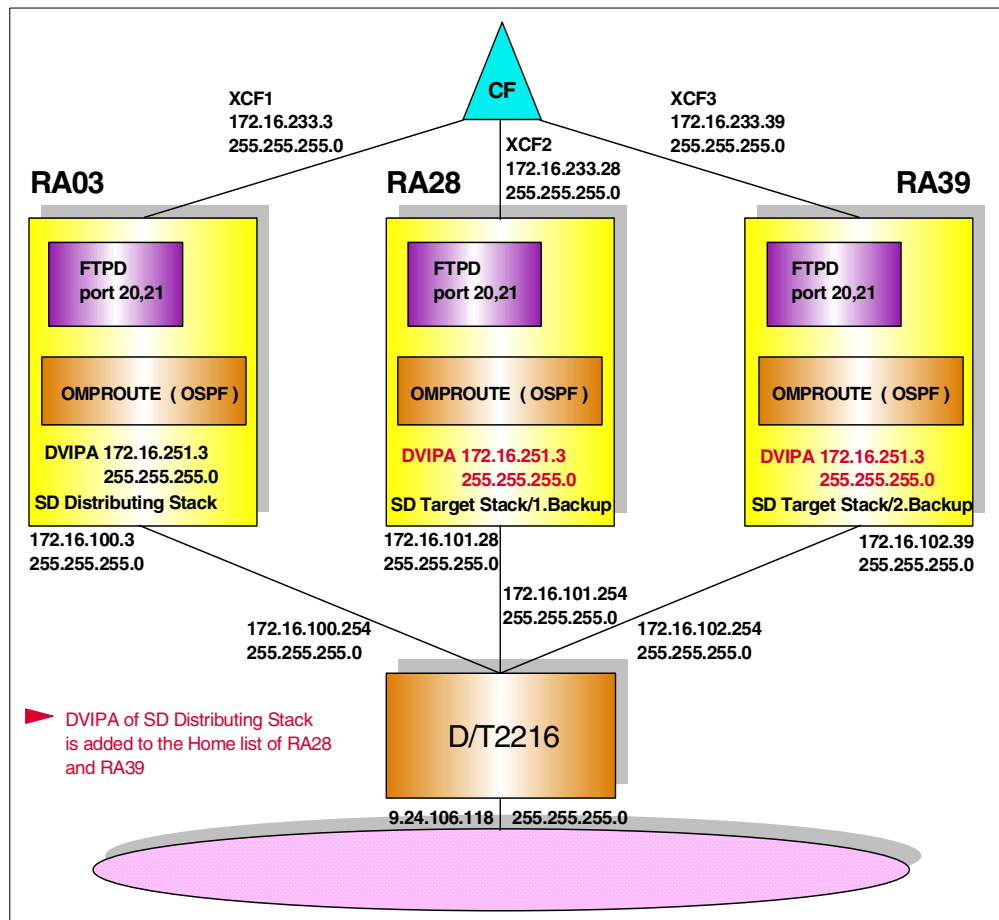 CF
XCF1
172.16.233.3
255.255.255.0
XCF2
172.16.233.28
255.255.255.0
XCF3
172.16.233.39
255.255.255.0
RA03
FTPD
port 20,21
OMPROUTE ( OSPF )
DVIPA 172.16.251.3
255.255.255.0
SD Distributing Stack
172.16.100.3
255.255.255.0
RA28
FTPD
port 20,21
OMPROUTE ( OSPF )
DVIPA 172.16.251.3
255.255.255.0
SD Target Stack/1.Backup
172.16.101.28
255.255.255.0
RA39
FTPD
port 20,21
OMPROUTE ( OSPF )
DVIPA 172.16.251.3
255.255.255.0
SD Target Stack/2.Backup
172.16.102.39
255.255.255.0
172.16.100.254
255.255.255.0
172.16.101.254
255.255.255.0
172.16.102.254
255.255.255.0
DVIPA of SD Distributing Stack
is added to the Home list of RA28
and RA39
D/T2216
9.24.106.118 255.255.255.0